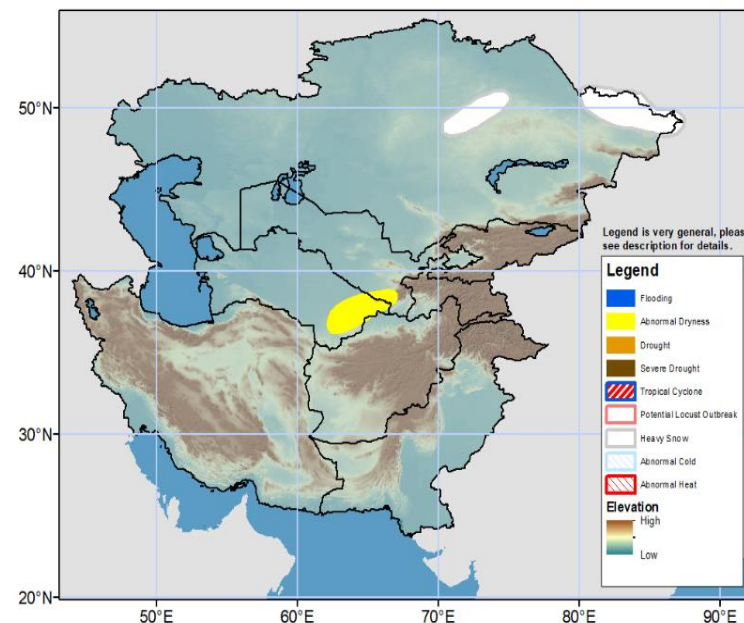 50°N
40°N
30°N
20°N
50°E
60°E
70°E
80°E
90°E
Legend is very general, pleas
see description for details.
Legend
Flooding
Abnormal Dryness
Drought
Severe Drought
Tropical Cyclone
Potential Locust Outbreak
Heavy Snow
Abnormal Cold
Abnormal Heat
Elevation
High
Low